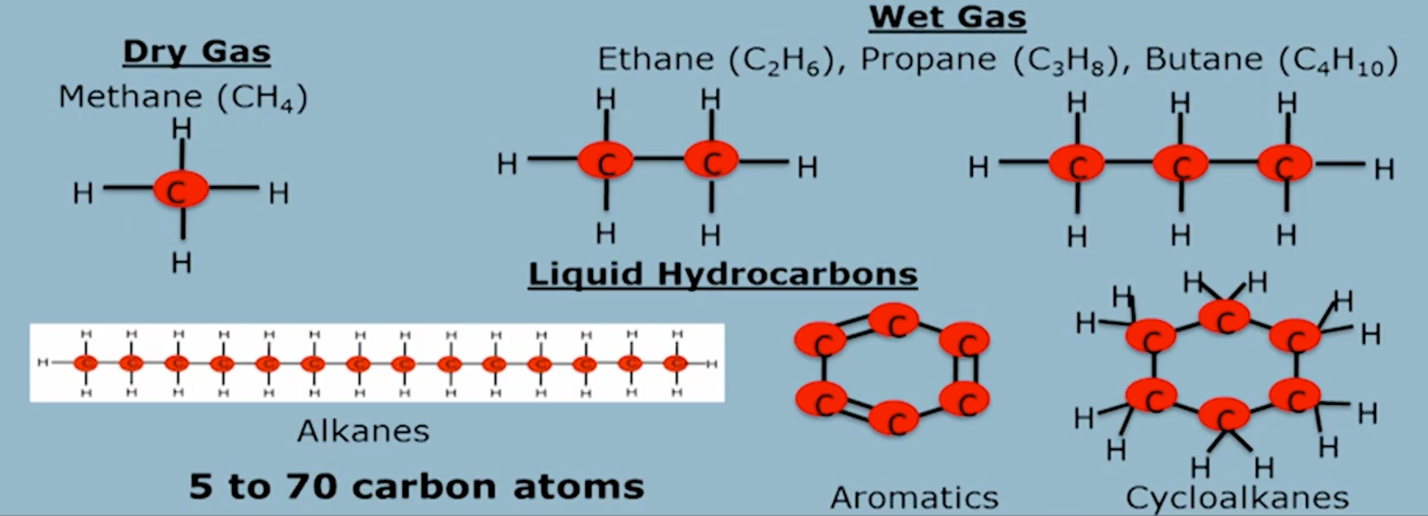 Dry Gas
Methane (CH₄)
H
H C H
H
Wet Gas
Ethane (C₂H₆), Propane (C₃H₈), Butane (C₄H₁₀)
H H
H C C H
H H
H H H
H C C C H
H H H
Liquid Hydrocarbons
H H H H H H H H H H H H H H
H C C C C C C C C C C C C C C H
H H H H H H H H H H H H H H
Alkanes
5 to 70 carbon atoms
C
C C
C C
C
Aromatics
H H H H
H C C C H
H C C C H
H H H H
Cycloalkanes